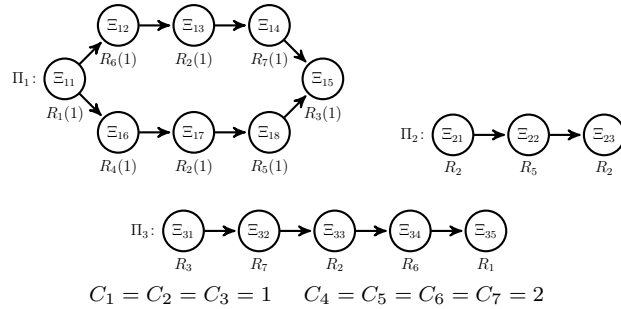 Ξ₁₂ Ξ₁₃ Ξ₁₄
R₆(1) R₂(1) R₇(1)
Π₁: Ξ₁₁ Ξ₁₅
R₁(1) R₃(1)
Ξ₁₆ Ξ₁₇ Ξ₁₈
R₄(1) R₂(1) R₅(1)
Π₂: Ξ₂₁ Ξ₂₂ Ξ₂₃
R₂ R₅ R₂
Π₃: Ξ₃₁ Ξ₃₂ Ξ₃₃ Ξ₃₄ Ξ₃₅
R₃ R₇ R₂ R₆ R₁
C₁ = C₂ = C₃ = 1 C₄ = C₅ = C₆ = C₇ = 2